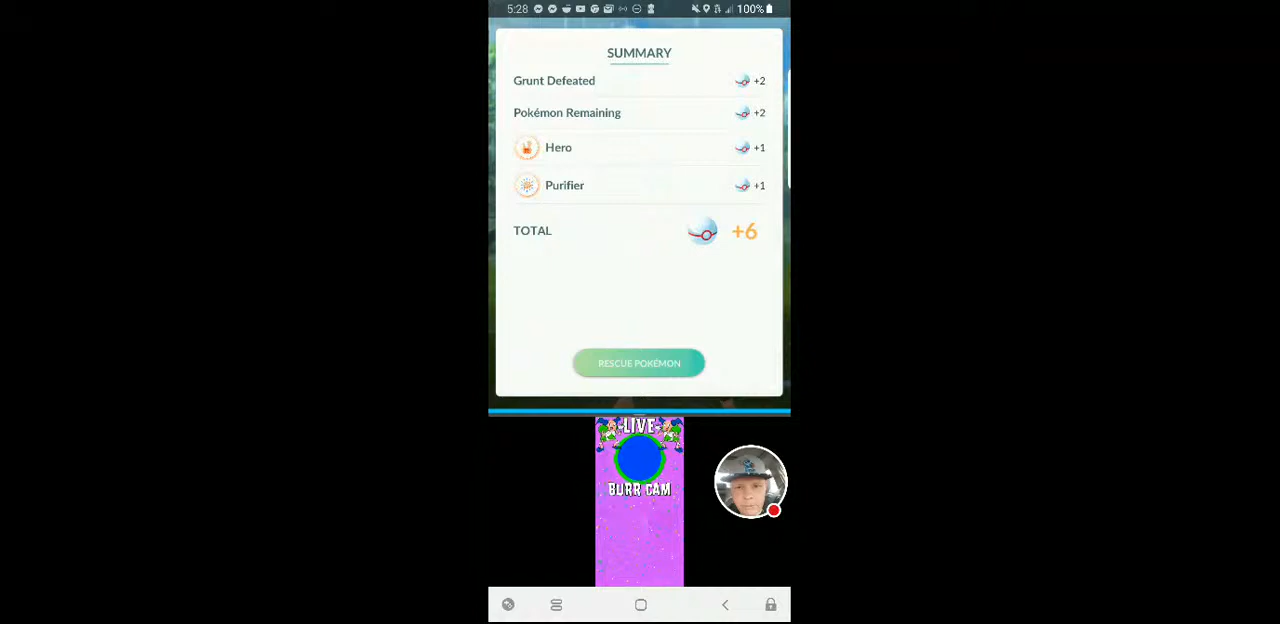 5:28
100%
SUMMARY
Grunt Defeated +2
Pokémon Remaining +2
Hero +1
Purifier +1
TOTAL +6
RESCUE POKÉMON
LIVE
BURR CAM